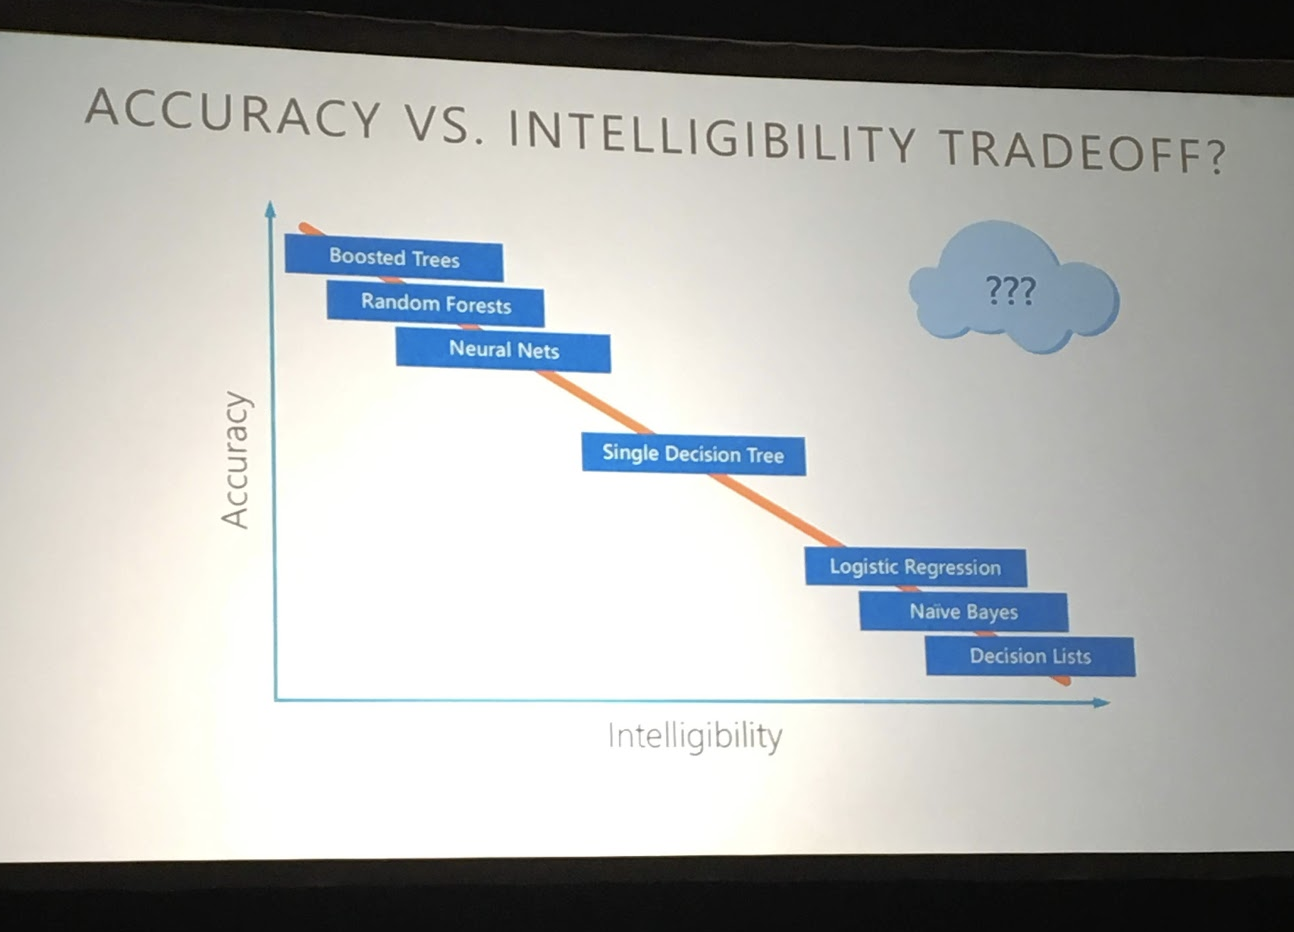 ACCURACY VS. INTELLIGIBILITY TRADEOFF?
???
Boosted Trees
Random Forests
Neural Nets
Single Decision Tree
Logistic Regression
Naïve Bayes
Decision Lists
Accuracy
Intelligibility